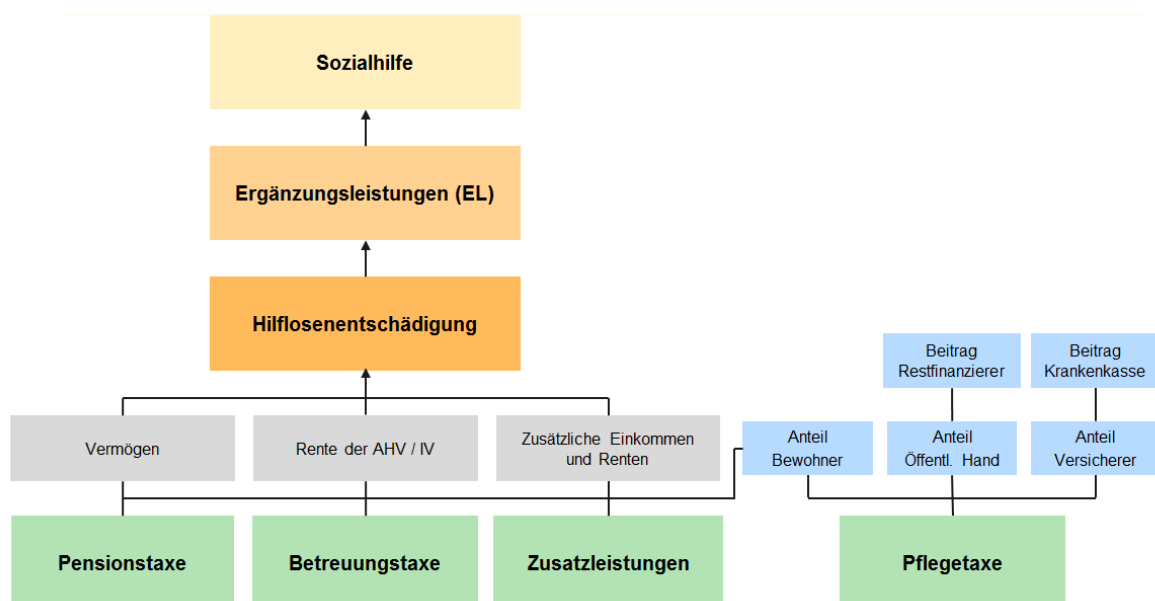 Sozialhilfe
Ergänzungsleistungen (EL)
Hilflosenentschädigung
Beitrag
Restfinanzierer
Beitrag
Krankenkasse
Vermögen
Rente der AHV / IV
Zusätzliche Einkommen
und Renten
Anteil
Bewohner
Anteil
Öffentl. Hand
Anteil
Versicherer
Pensionstaxe
Betreuungstaxe
Zusatzleistungen
Pflegetaxe